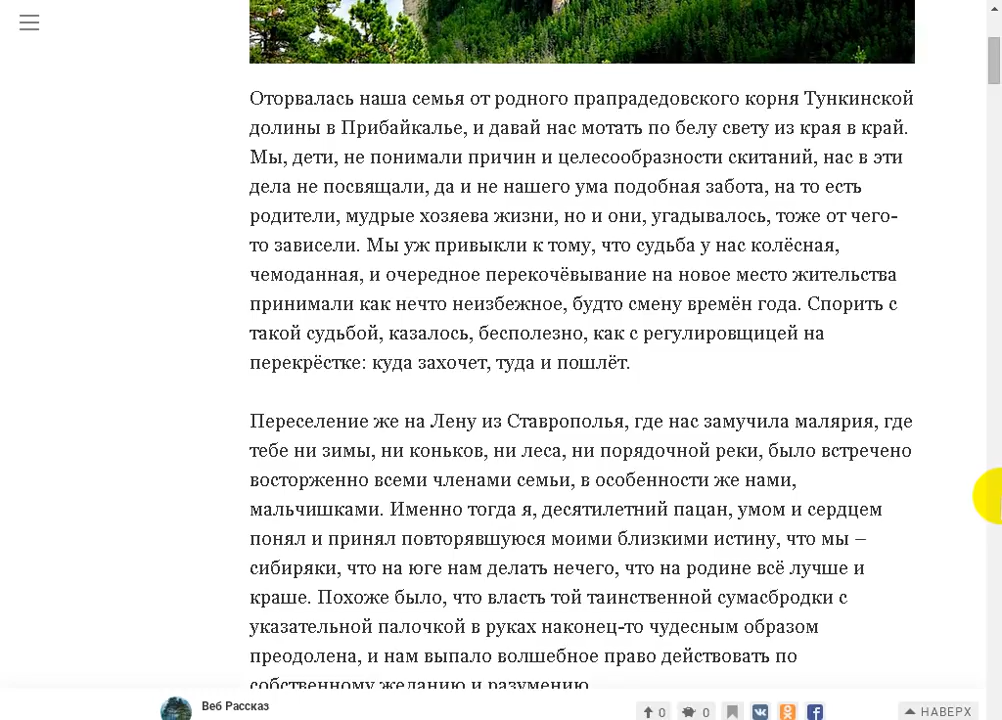 Оторвалась наша семья от родного прапрадедовского корня Тункинской
долины в Прибайкалье, и давай нас мотать по белу свету из края в край.
Мы, дети, не понимали причин и целесообразности скитаний, нас в эти
дела не посвящали, да и не нашего ума подобная забота, на то есть
родители, мудрые хозяева жизни, но и они, угадывалось, тоже от чего-
то зависели. Мы уж привыкли к тому, что судьба у нас колёсная,
чемоданная, и очередное перекочёвывание на новое место жительства
принимали как нечто неизбежное, будто смену времён года. Спорить с
такой судьбой, казалось, бесполезно, как с регулировщицей на
перекрёстке: куда захочет, туда и пошлёт.
Переселение же на Лену из Ставрополья, где нас замучила малярия, где
тебе ни зимы, ни коньков, ни леса, ни порядочной реки, было встречено
восторженно всеми членами семьи, в особенности же нами,
мальчишками. Именно тогда я, десятилетний пацан, умом и сердцем
понял и принял повторявшуюся моими близкими истину, что мы –
сибиряки, что на юге нам делать нечего, что на родине всё лучше и
краше. Похоже было, что власть той таинственной сумасбродки с
указательной палочкой в руках наконец-то чудесным образом
преодолена, и нам выпало волшебное право действовать по
собственному желанию и разумению.
Веб Рассказ
0
0
НАВЕРХ